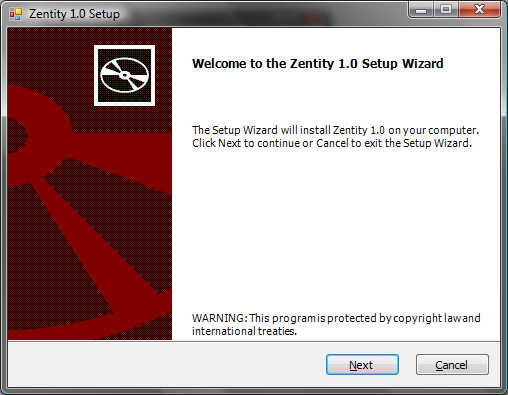 Zentity 1.0 Setup
Welcome to the Zentity 1.0 Setup Wizard
The Setup Wizard will install Zentity 1.0 on your computer.
Click Next to continue or Cancel to exit the Setup Wizard.
WARNING: This program is protected by copyright law and
international treaties.
Next
Cancel